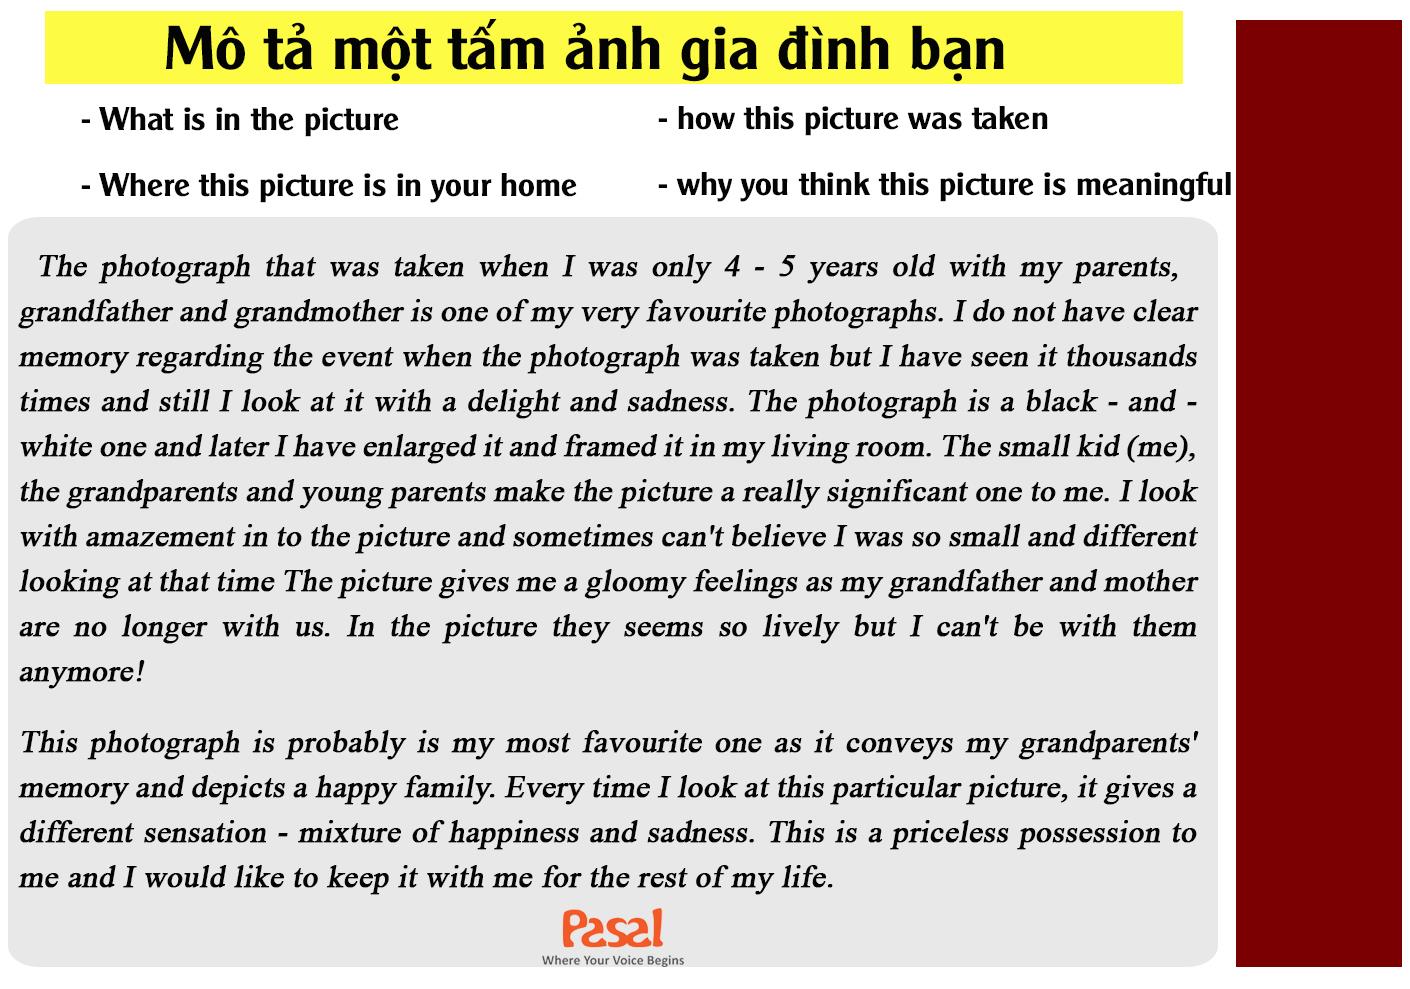 Mô tả một tấm ảnh gia đình bạn
- What is in the picture
- how this picture was taken
- Where this picture is in your home
- why you think this picture is meaningful
The photograph that was taken when I was only 4 - 5 years old with my parents,
grandfather and grandmother is one of my very favourite photographs. I do not have clear
memory regarding the event when the photograph was taken but I have seen it thousands
times and still I look at it with a delight and sadness. The photograph is a black - and -
white one and later I have enlarged it and framed it in my living room. The small kid (me),
the grandparents and young parents make the picture a really significant one to me. I look
with amazement in to the picture and sometimes can't believe I was so small and different
looking at that time The picture gives me a gloomy feelings as my grandfather and mother
are no longer with us. In the picture they seems so lively but I can't be with them
anymore!
This photograph is probably is my most favourite one as it conveys my grandparents'
memory and depicts a happy family. Every time I look at this particular picture, it gives a
different sensation - mixture of happiness and sadness. This is a priceless possession to
me and I would like to keep it with me for the rest of my life.
Pasal
Where Your Voice Begins